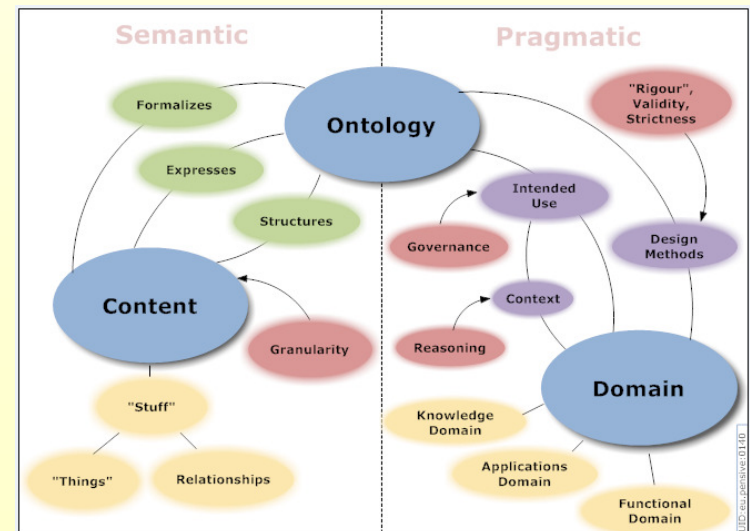 Semantic
Pragmatic
Formalizes
"Rigour",
Validity,
Strictness
Ontology
Expresses
Intended
Use
Structures
Governance
Design
Methods
Content
Context
Granularity
Reasoning
Domain
"Stuff"
Knowledge
Domain
"Things"
Relationships
Applications
Domain
Functional
Domain